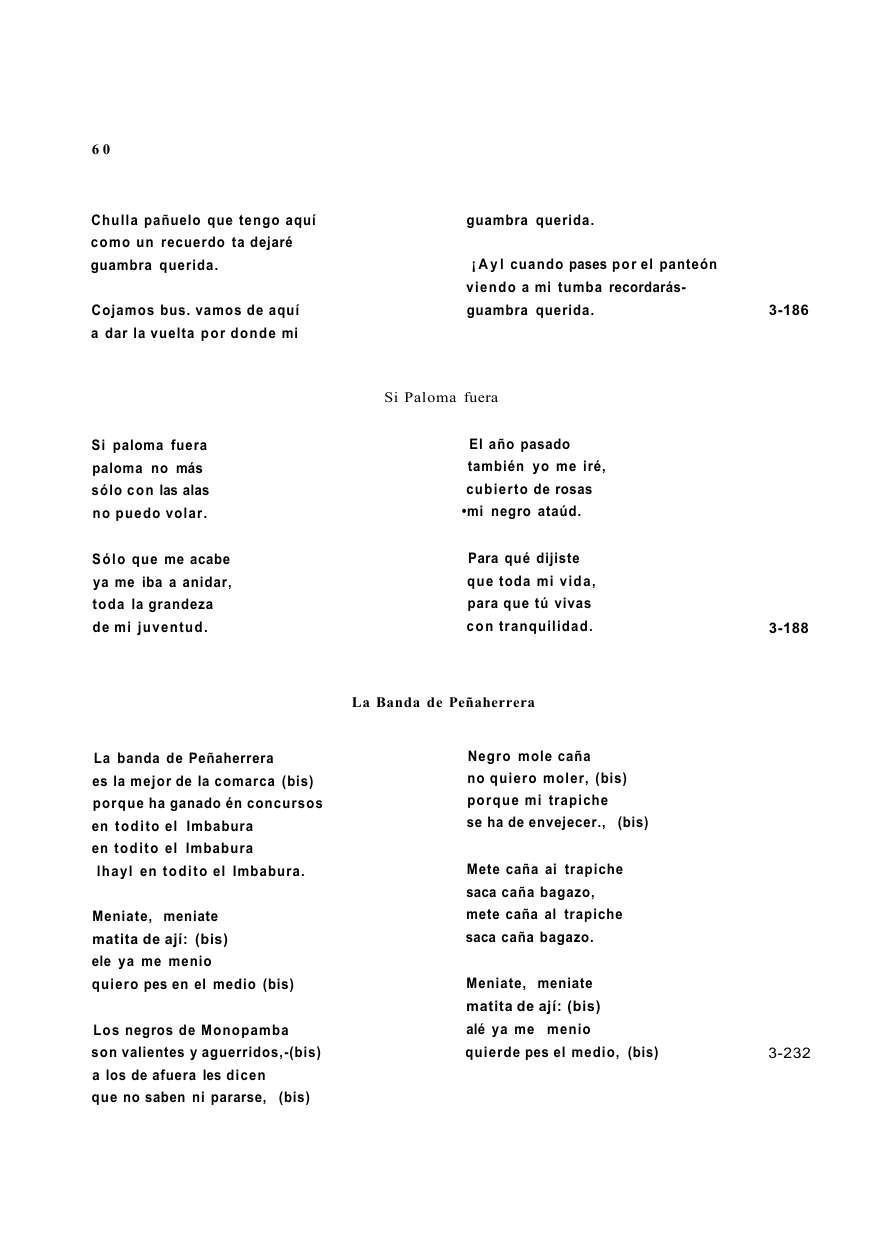 60
Chulla pañuelo que tengo aquí
como un recuerdo ta dejaré
guambra querida.
Cojamos bus. vamos de aquí
a dar la vuelta por donde mi
guambra querida.
¡Ayl cuando pases por el panteón
viendo a mi tumba recordarás-
guambra querida.
3-186
Si Paloma fuera
Si paloma fuera
paloma no más
sólo con las alas
no puedo volar.
Sólo que me acabe
ya me iba a anidar,
toda la grandeza
de mi juventud.
El año pasado
también yo me iré,
cubierto de rosas
•mi negro ataúd.
Para qué dijiste
que toda mi vida,
para que tú vivas
con tranquilidad.
3-188
La Banda de Peñaherrera
La banda de Peñaherrera
es la mejor de la comarca (bis)
porque ha ganado én concursos
en todito el Imbabura
en todito el Imbabura
lhayl en todito el Imbabura.
Meniate, meniate
matita de ají: (bis)
ele ya me menio
quiero pes en el medio (bis)
Los negros de Monopamba
son valientes y aguerridos,-(bis)
a los de afuera les dicen
que no saben ni pararse, (bis)
Negro mole caña
no quiero moler, (bis)
porque mi trapiche
se ha de envejecer., (bis)
Mete caña ai trapiche
saca caña bagazo,
mete caña al trapiche
saca caña bagazo.
Meniate, meniate
matita de ají: (bis)
alé ya me menio
quierde pes el medio, (bis)
3-232